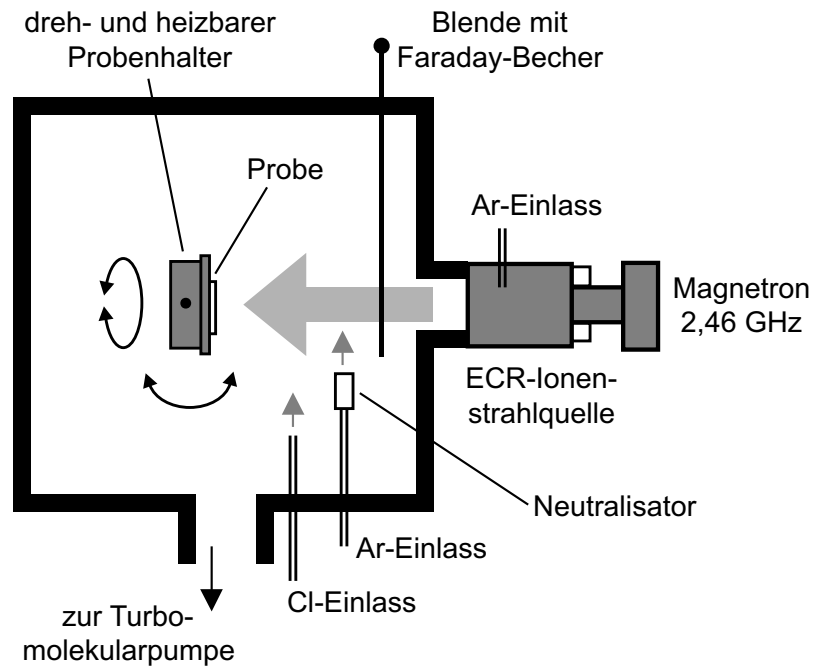 dreh- und heizbarer
Probenhalter
Blende mit
Faraday-Becher
Probe
Ar-Einlass
Magnetron
2,46 GHz
ECR-Ionen-
strahlquelle
Neutralisator
Ar-Einlass
Cl-Einlass
zur Turbo-
molekularpumpe